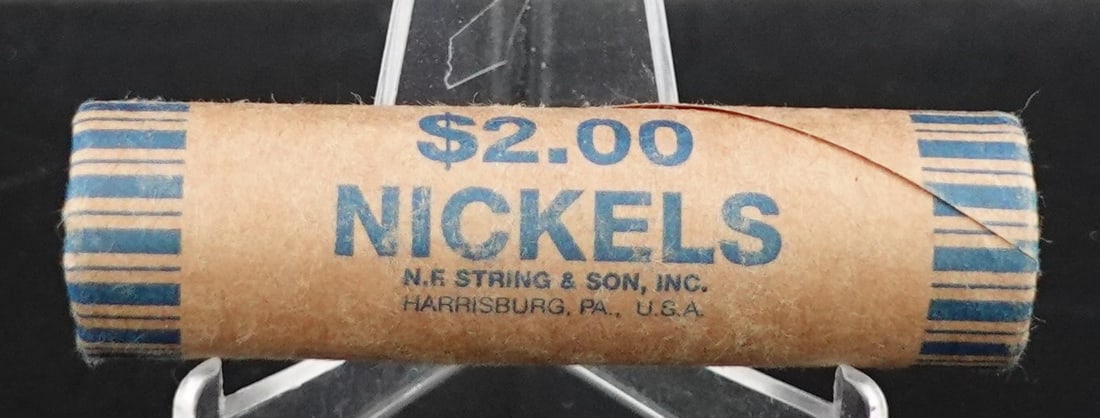 $2.00
NICKELS
N.F. STRING & SON, INC.
HARRISBURG, PA., U.S.A.